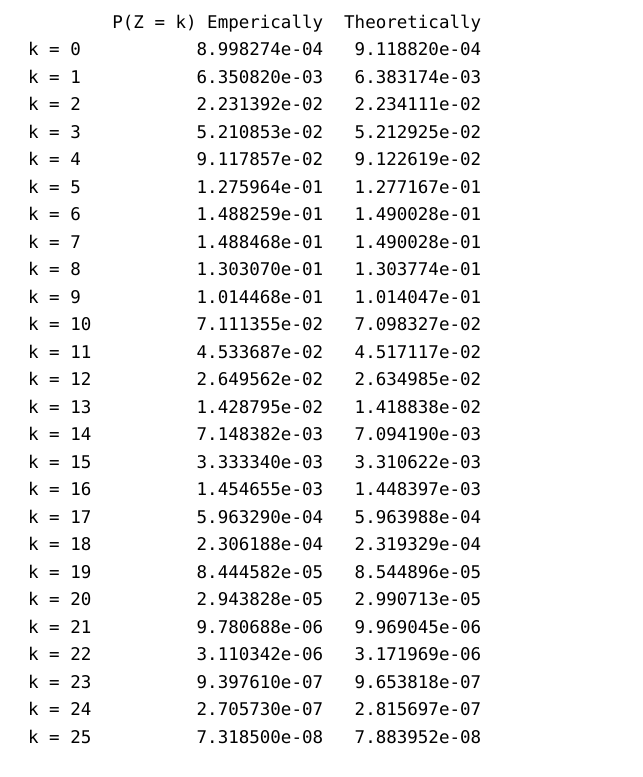 P(Z = k) Emperically Theoretically
k = 0 8.998274e-04 9.118820e-04
k = 1 6.350820e-03 6.383174e-03
k = 2 2.231392e-02 2.234111e-02
k = 3 5.210853e-02 5.212925e-02
k = 4 9.117857e-02 9.122619e-02
k = 5 1.275964e-01 1.277167e-01
k = 6 1.488259e-01 1.490028e-01
k = 7 1.488468e-01 1.490028e-01
k = 8 1.303070e-01 1.303774e-01
k = 9 1.014468e-01 1.014047e-01
k = 10 7.111355e-02 7.098327e-02
k = 11 4.533687e-02 4.517117e-02
k = 12 2.649562e-02 2.634985e-02
k = 13 1.428795e-02 1.418838e-02
k = 14 7.148382e-03 7.094190e-03
k = 15 3.333340e-03 3.310622e-03
k = 16 1.454655e-03 1.448397e-03
k = 17 5.963290e-04 5.963988e-04
k = 18 2.306188e-04 2.319329e-04
k = 19 8.444582e-05 8.544896e-05
k = 20 2.943828e-05 2.990713e-05
k = 21 9.780688e-06 9.969045e-06
k = 22 3.110342e-06 3.171969e-06
k = 23 9.397610e-07 9.653818e-07
k = 24 2.705730e-07 2.815697e-07
k = 25 7.318500e-08 7.883952e-08